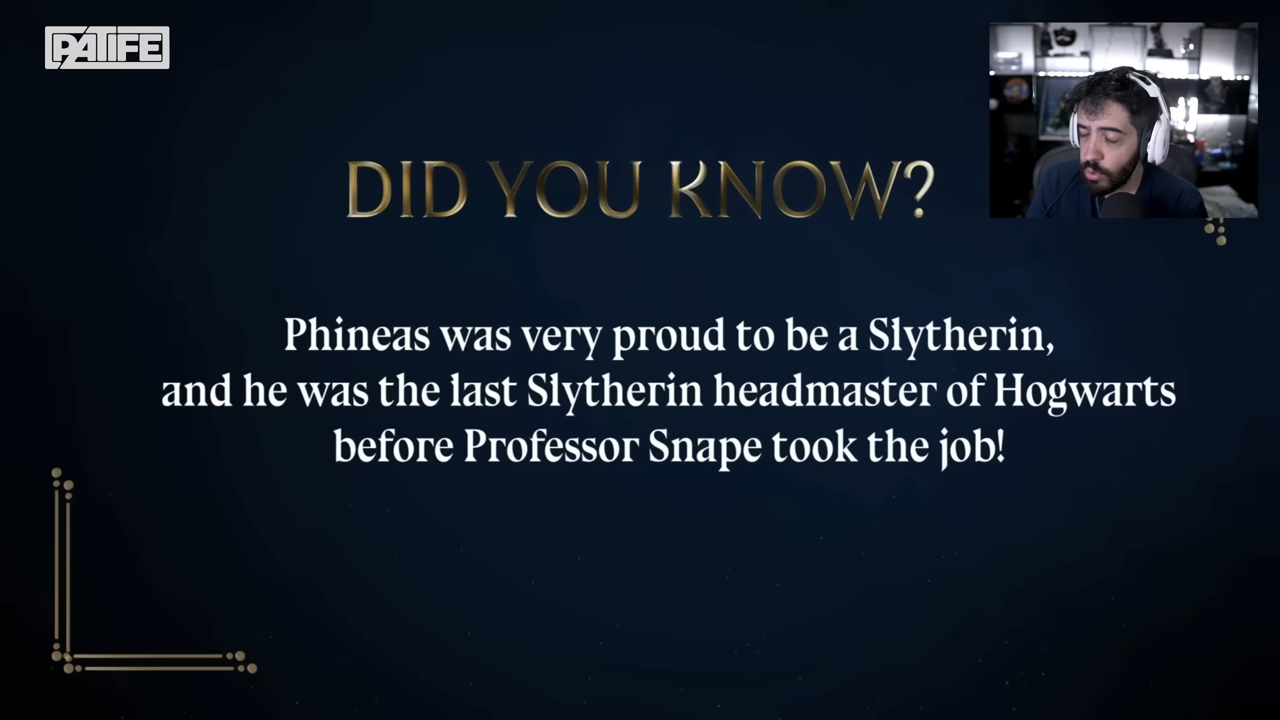 PATIFE
DID YOU KNOW?
Phineas was very proud to be a Slytherin,
and he was the last Slytherin headmaster of Hogwarts
before Professor Snape took the job!